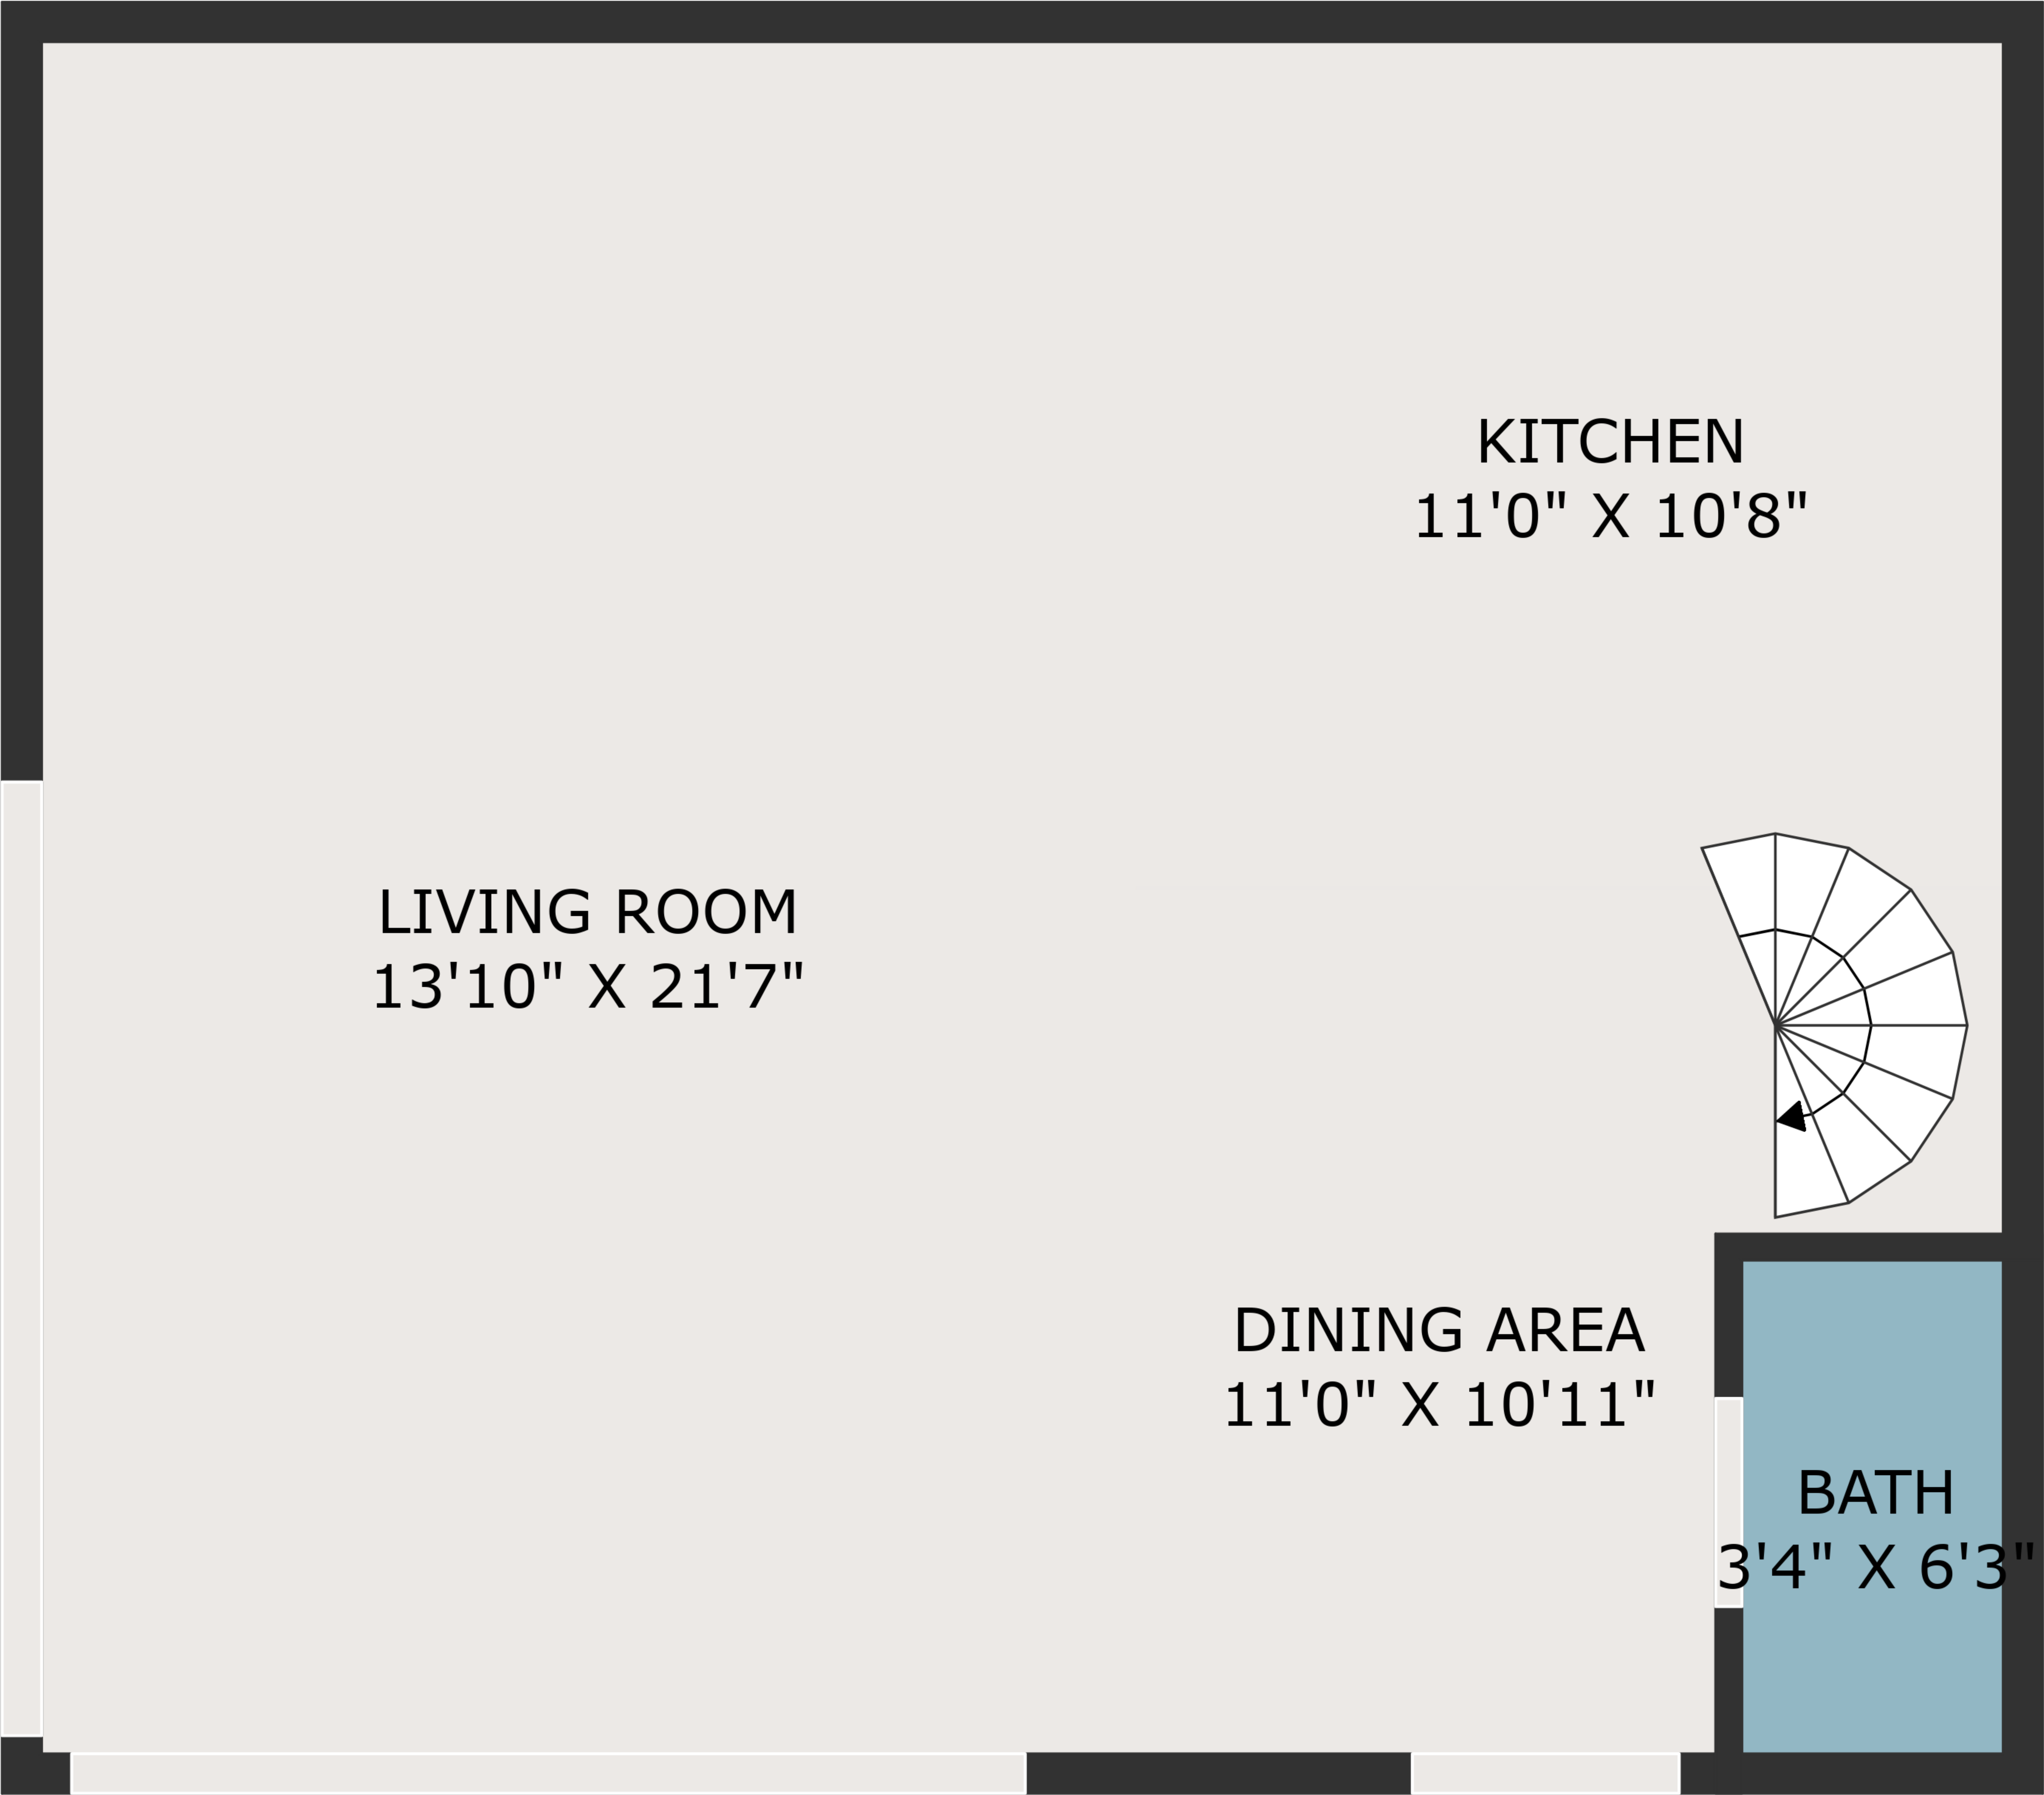 KITCHEN
11'0" X 10'8"
LIVING ROOM
13'10" X 21'7"
DINING AREA
11'0" X 10'11"
BATH
3'4" X 6'3"